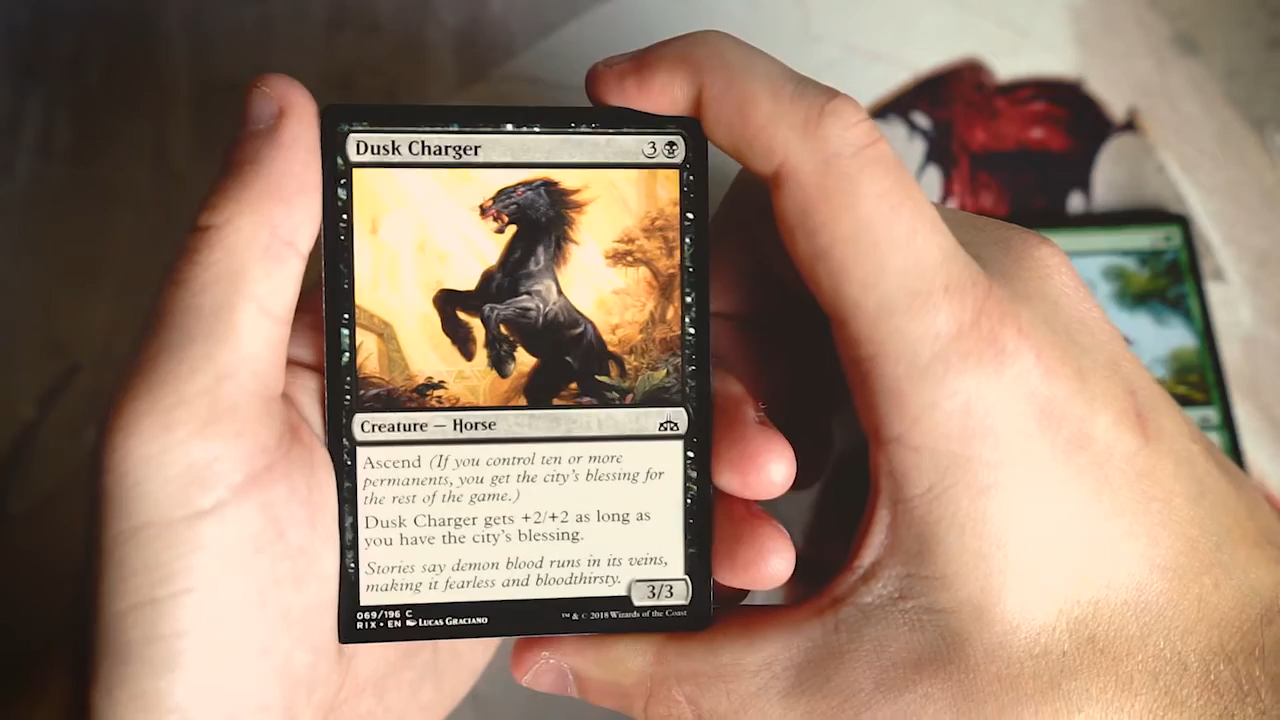 Dusk Charger 3
Creature — Horse
Ascend (If you control ten or more
permanents, you get the city's blessing for
the rest of the game.)
Dusk Charger gets +2/+2 as long as
you have the city's blessing.
Stories say demon blood runs in its veins,
making it fearless and bloodthirsty.
3/3
069/196 C
RIX • EN Lucas Graciano
™ & © 2018 Wizards of the Coast